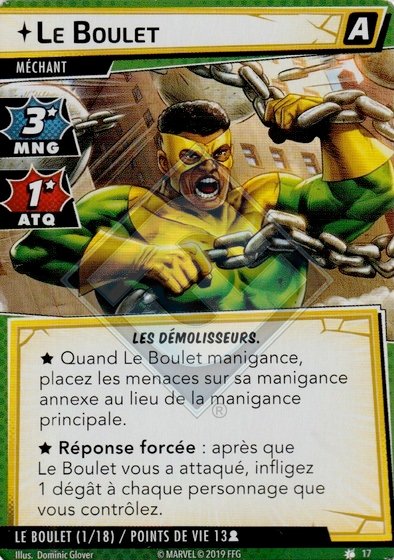 Le Boulet
A
MÉCHANT
3
MNG
1
ATQ
LES DÉMOLISSEURS.
★ Quand Le Boulet manigance,
placez les menaces sur sa manigance
annexe au lieu de la manigance
principale.
★ Réponse forcée : après que
Le Boulet vous a attaqué, infligez
1 dégât à chaque personnage que
vous contrôlez.
LE BOULET (1/18) / POINTS DE VIE 13
Illus. Dominic Glover
© MARVEL © 2019 FFG
17